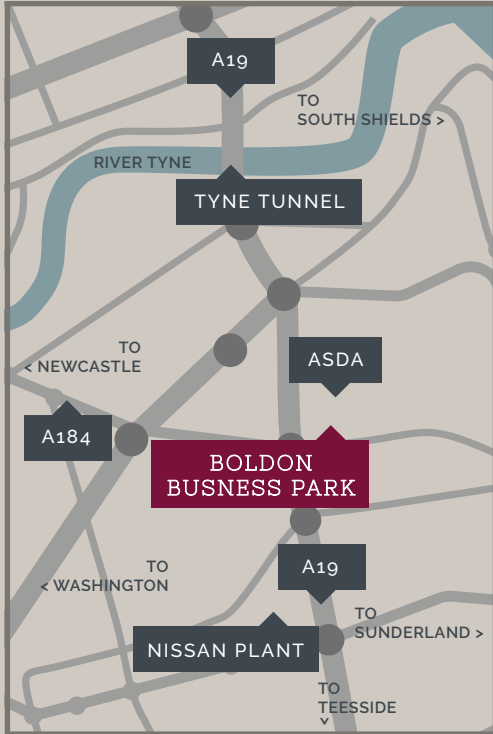 A19
TO
SOUTH SHIELDS >
RIVER TYNE
TYNE TUNNEL
TO
< NEWCASTLE
ASDA
A184
BOLDON
BUSNESS PARK
TO
< WASHINGTON
A19
TO
SUNDERLAND >
NISSAN PLANT
TO
TEESSIDE